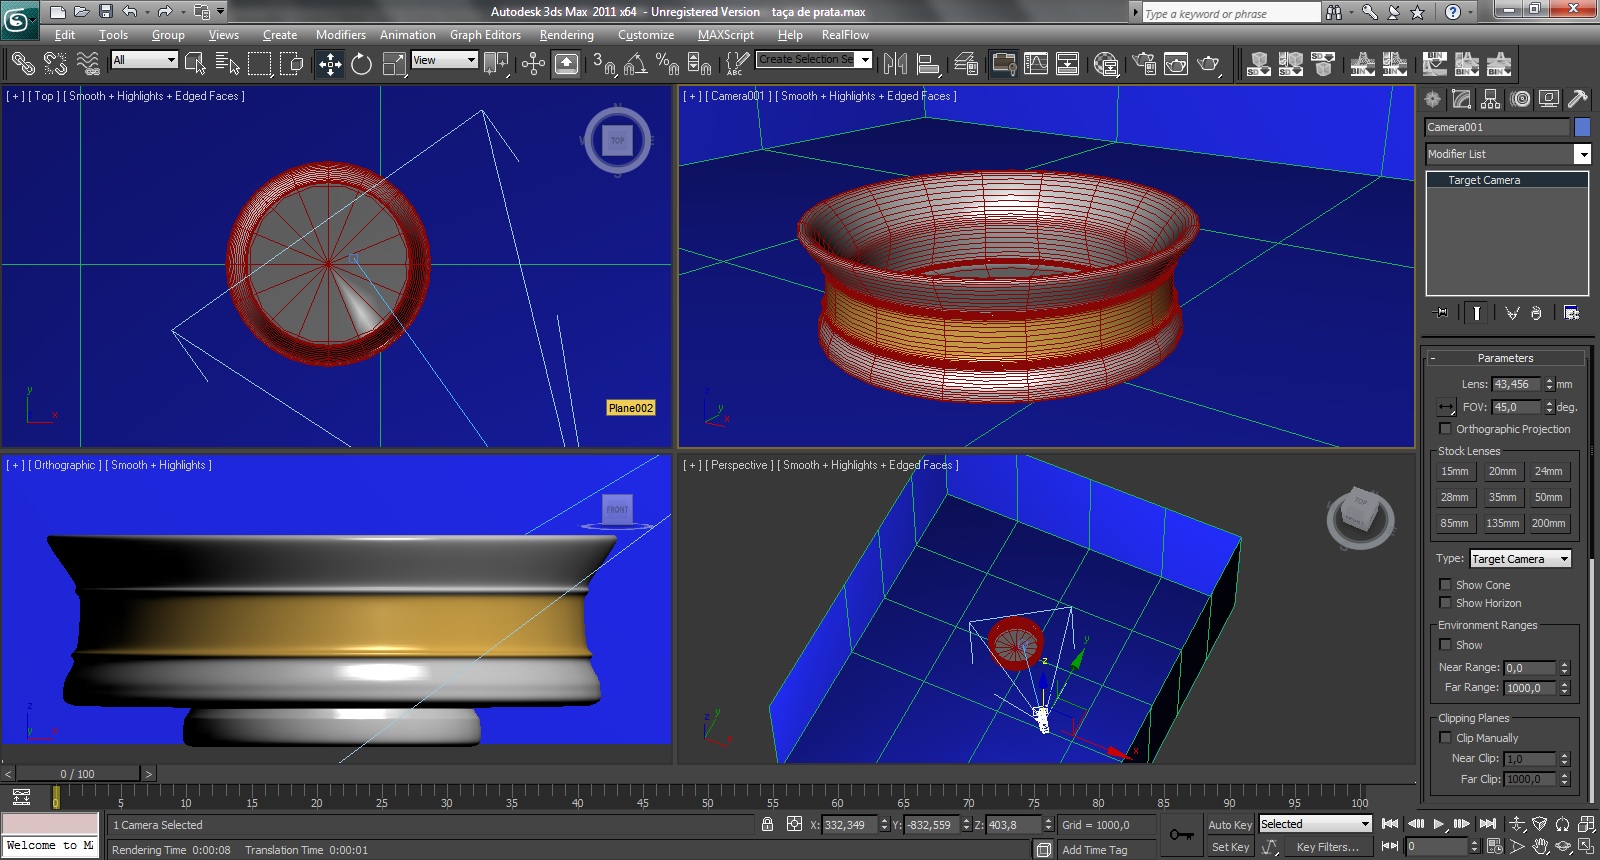 Autodesk 3ds Max 2011 x64 - Unregistered Version taça de prata.max
Type a keyword or phrase
Edit Tools Group Views Create Modifiers Animation Graph Editors Rendering Customize MAXScript Help RealFlow
All View Create Selection Se
[ + ] [ Top ] [ Smooth + Highlights + Edged Faces ]
[ + ] [ Camera001 ] [ Smooth + Highlights + Edged Faces ]
TOP
Plane002
[ + ] [ Orthographic ] [ Smooth + Highlights ]
[ + ] [ Perspective ] [ Smooth + Highlights + Edged Faces ]
FRONT
TOP
Camera001
Modifier List
Target Camera
- Parameters
Lens: 43,456 mm
FOV: 45,0 deg.
Orthographic Projection
Stock Lenses
15mm 20mm 24mm
28mm 35mm 50mm
85mm 135mm 200mm
Type: Target Camera
Show Cone
Show Horizon
Environment Ranges
Show
Near Range: 0,0
Far Range: 1000,0
Clipping Planes
Clip Manually
Near Clip: 1,0
Far Clip: 1000,0
< 0 / 100 >
0 5 10 15 20 25 30 35 40 45 50 55 60 65 70 75 80 85 90 95 100
1 Camera Selected X: 332,349 Y: -832,559 Z: 403,8 Grid = 1000,0 Auto Key Selected
Welcome to M Rendering Time 0:00:08 Translation Time 0:00:01 Add Time Tag Set Key Key Filters... 0